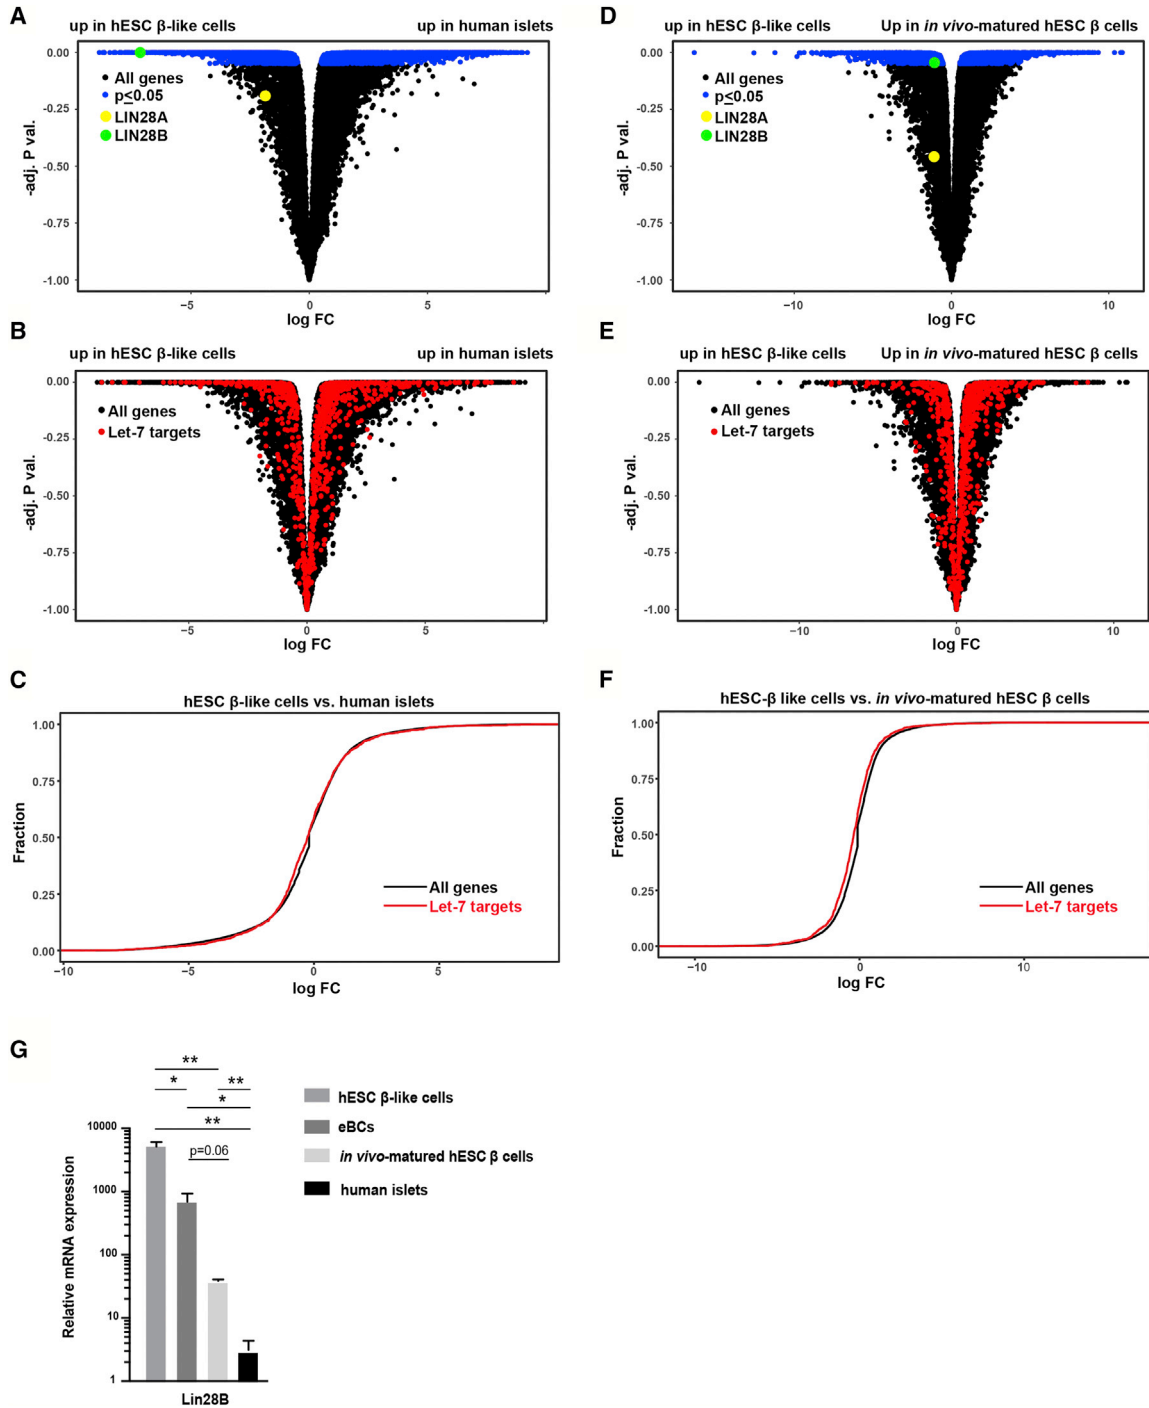 A
up in hESC β-like cells
up in human islets
0.00
-0.25
-0.50
-0.75
-1.00
-adj. P val.
All genes
p≤0.05
LIN28A
LIN28B
−5
0
5
log FC
D
up in hESC β-like cells
Up in in vivo-matured hESC β cells
0.00
-0.25
-0.50
-0.75
-1.00
-adj. P val.
All genes
p≤0.05
LIN28A
LIN28B
−10
0
10
log FC
B
up in hESC β-like cells
up in human islets
0.00
-0.25
-0.50
-0.75
-1.00
-adj. P val.
All genes
Let-7 targets
−5
0
5
log FC
E
up in hESC β-like cells
Up in in vivo-matured hESC β cells
0.00
-0.25
-0.50
-0.75
-1.00
-adj. P val.
All genes
Let-7 targets
−10
0
10
log FC
C
hESC β-like cells vs. human islets
1.00
0.75
0.50
0.25
0.00
Fraction
All genes
Let-7 targets
−10
−5
0
5
log FC
F
hESC-β like cells vs. in vivo-matured hESC β cells
1.00
0.75
0.50
0.25
0.00
Fraction
All genes
Let-7 targets
−10
0
10
log FC
G
**
*
**
*
**
p=0.06
10000
1000
100
10
1
Relative mRNA expression
Lin28B
hESC β-like cells
eBCs
in vivo-matured hESC β cells
human islets